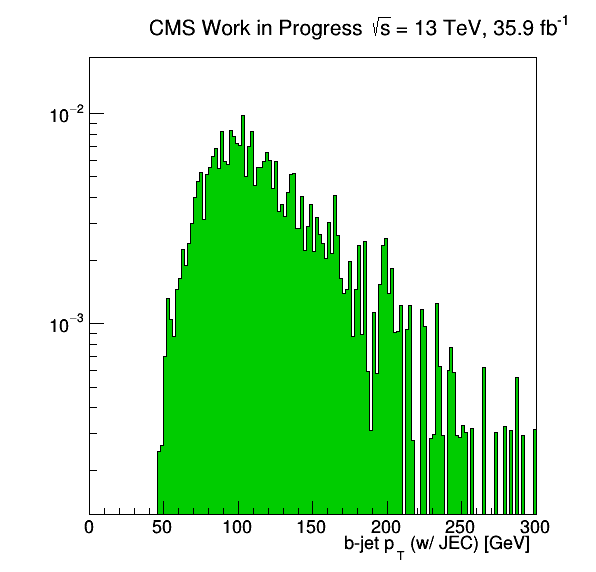 CMS Work in Progress √s = 13 TeV, 35.9 fb⁻¹
10⁻²
10⁻³
0 50 100 150 200 250 300
b-jet p_T (w/ JEC) [GeV]